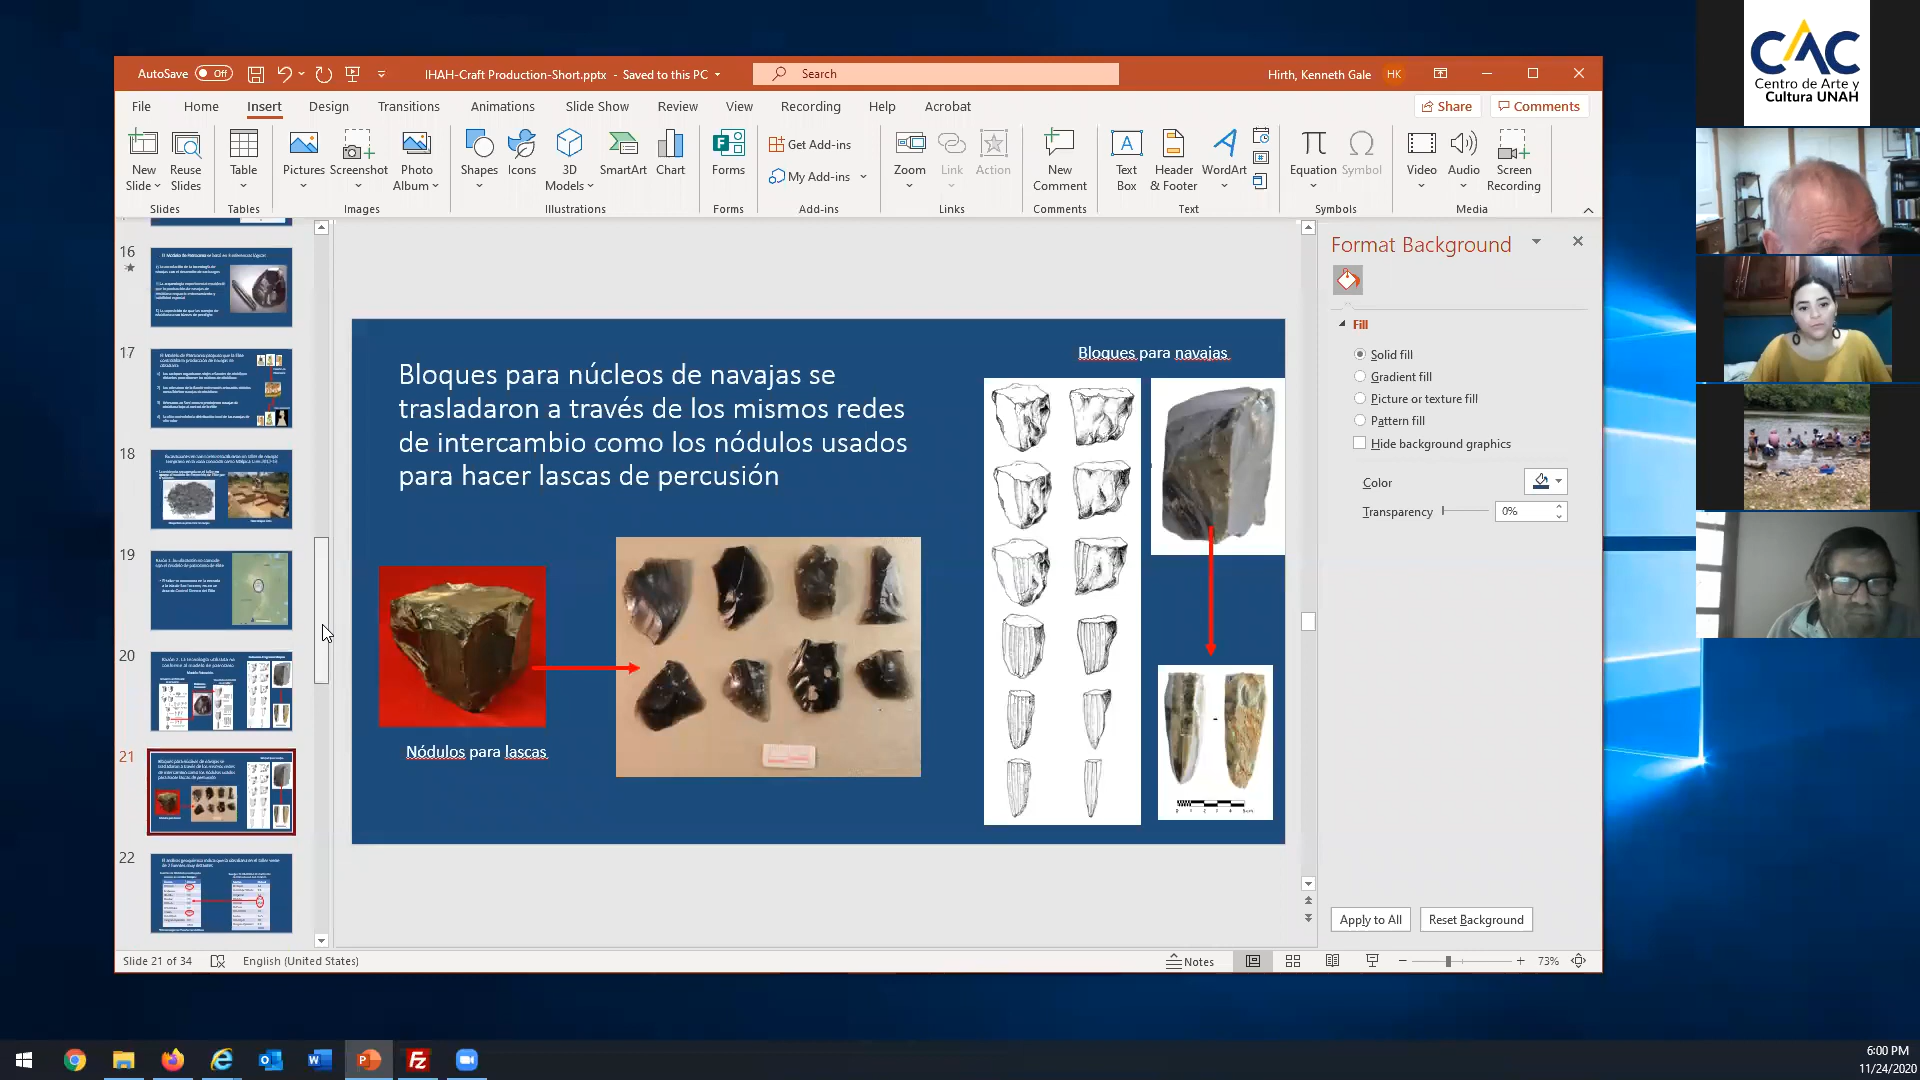 AutoSave Off
IHAH-Craft Production-Short.pptx - Saved to this PC
Search
Hirth, Kenneth Gale HK
File Home Insert Design Transitions Animations Slide Show Review View Recording Help Acrobat
Share Comments
New Slide
Reuse Slides
Slides
Table
Tables
Pictures
Screenshot
Photo Album
Images
Shapes
Icons
3D Models
SmartArt
Chart
Illustrations
Forms
Forms
Get Add-ins
My Add-ins
Add-ins
Zoom
Link
Action
Links
New Comment
Comments
Text Box
Header & Footer
WordArt
Text
Equation
Symbol
Symbols
Video
Audio
Screen Recording
Media
16
17
18
19
20
21
22
Bloques para núcleos de navajas se
trasladaron a través de los mismos redes
de intercambio como los nódulos usados
para hacer lascas de percusión
Bloques para navajas
Nódulos para lascas
Format Background
Fill
Solid fill
Gradient fill
Picture or texture fill
Pattern fill
Hide background graphics
Color
Transparency 0%
Apply to All
Reset Background
Slide 21 of 34
English (United States)
Notes
73%
CAC
Centro de Arte y
Cultura UNAH
6:00 PM
11/24/2020